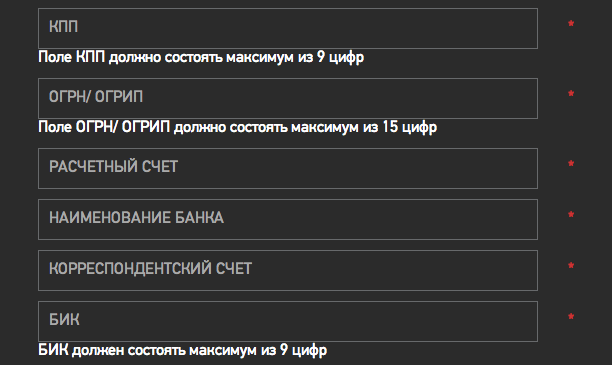 КПП *
Поле КПП должно состоять максимум из 9 цифр
ОГРН/ ОГРИП *
Поле ОГРН/ ОГРИП должно состоять максимум из 15 цифр
РАСЧЕТНЫЙ СЧЕТ *
НАИМЕНОВАНИЕ БАНКА *
КОРРЕСПОНДЕНТСКИЙ СЧЕТ *
БИК *
БИК должен состоять максимум из 9 цифр